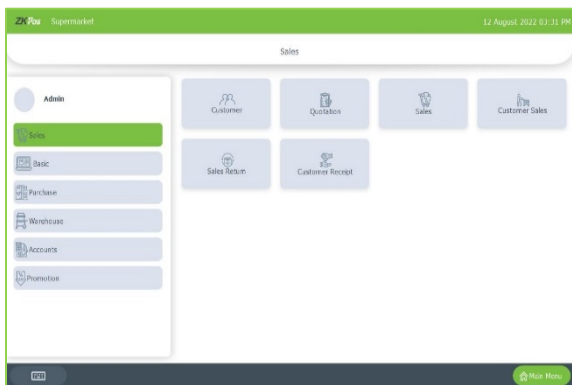 ZKPos Supermarket
12 August 2022 03:31 PM
Sales
Admin
Sales
Basic
Purchase
Warehouse
Accounts
Promotion
Customer
Quotation
Sales
Customer Sales
Sales Return
Customer Receipt
Main Menu